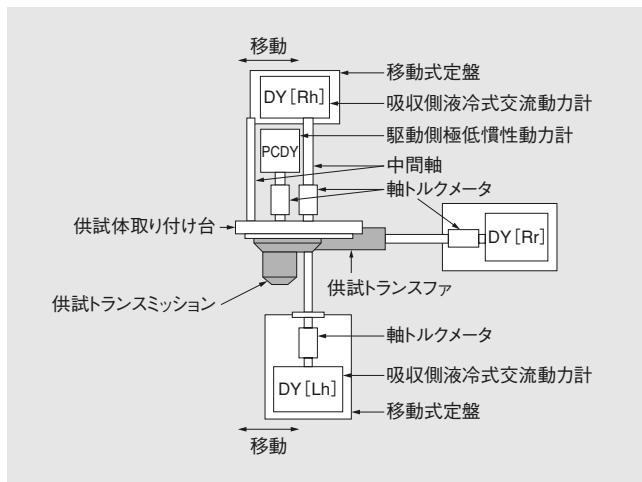 移動
移動式定盤
DY［Rh］
吸収側液冷式交流動力計
駆動側極低慣性動力計
PCDY
中間軸
軸トルクメータ
供試体取り付け台
DY［Rr］
供試トランスファ
供試トランスミッション
軸トルクメータ
吸収側液冷式交流動力計
DY［Lh］
移動式定盤
移動